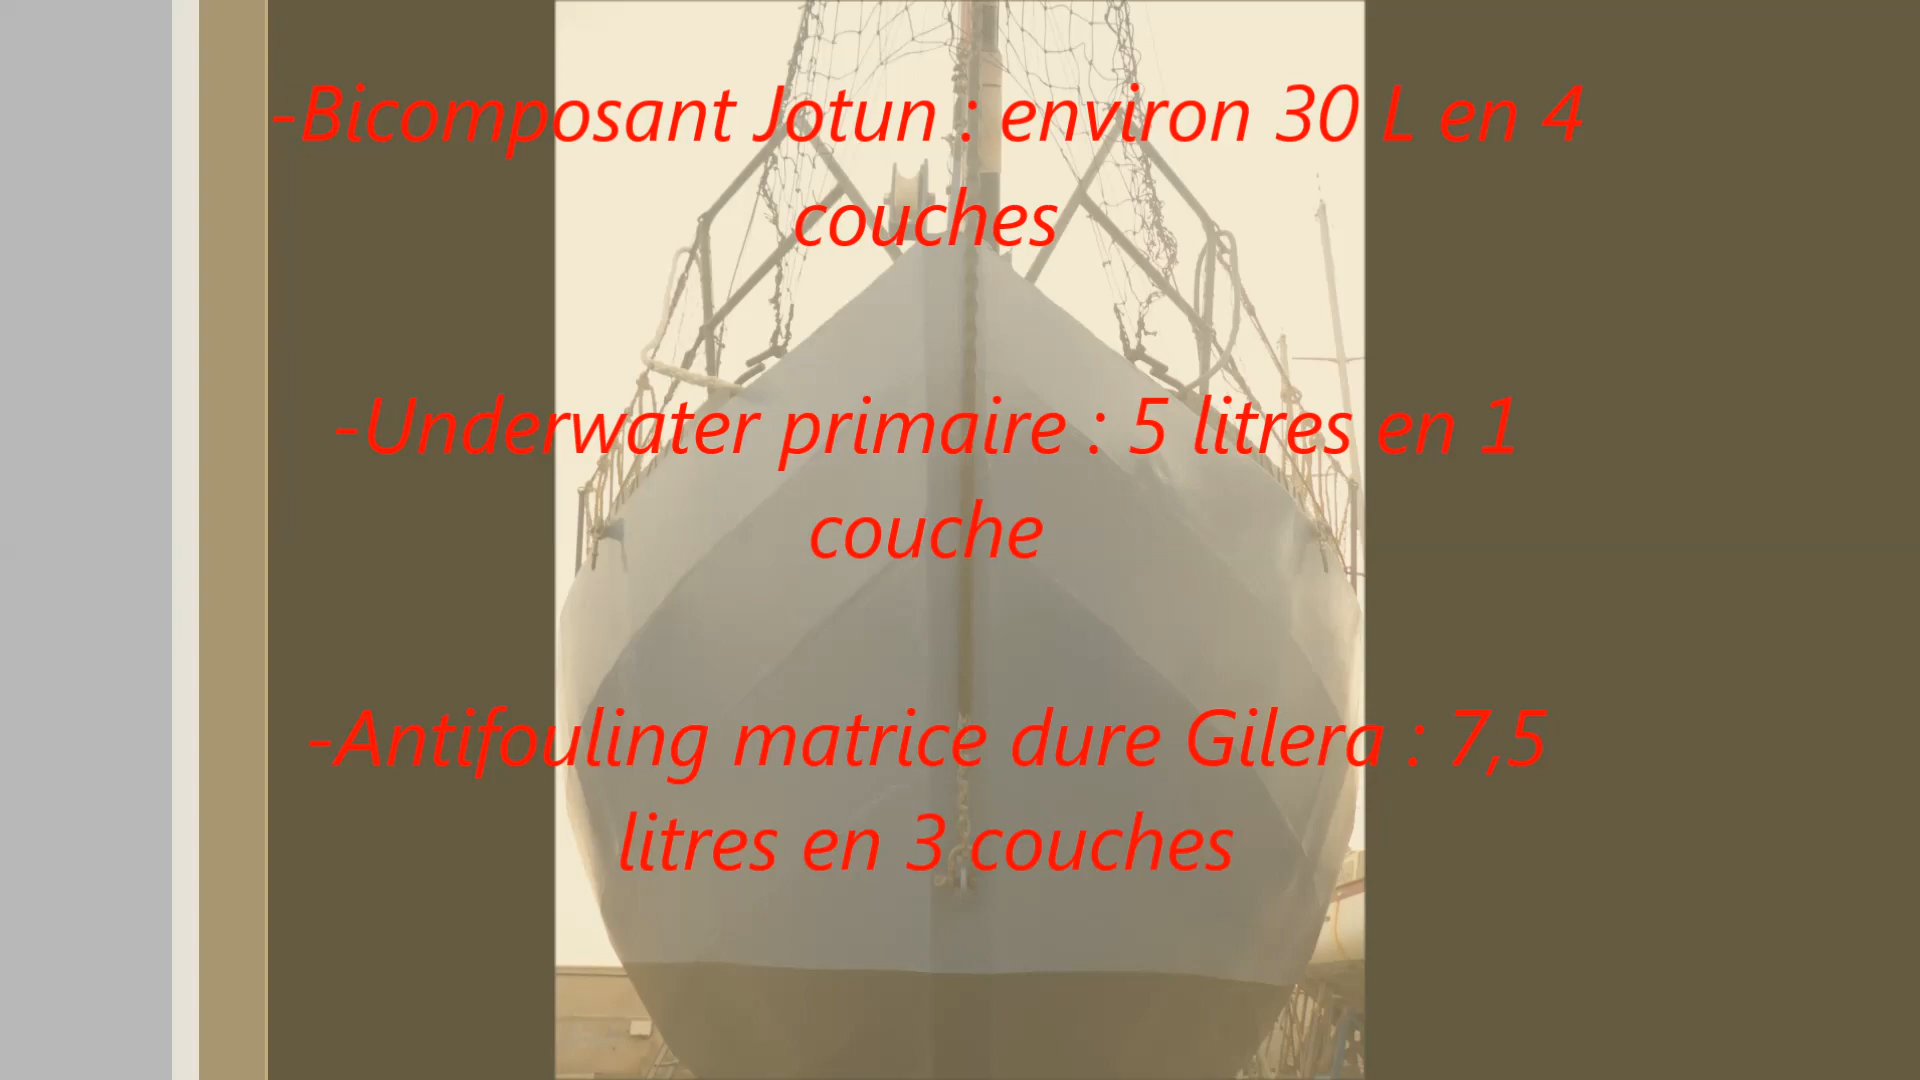 -Bicomposant Jotun : environ 30 L en 4
couches
-Underwater primaire : 5 litres en 1
couche
-Antifouling matrice dure Gilera : 7,5
litres en 3 couches